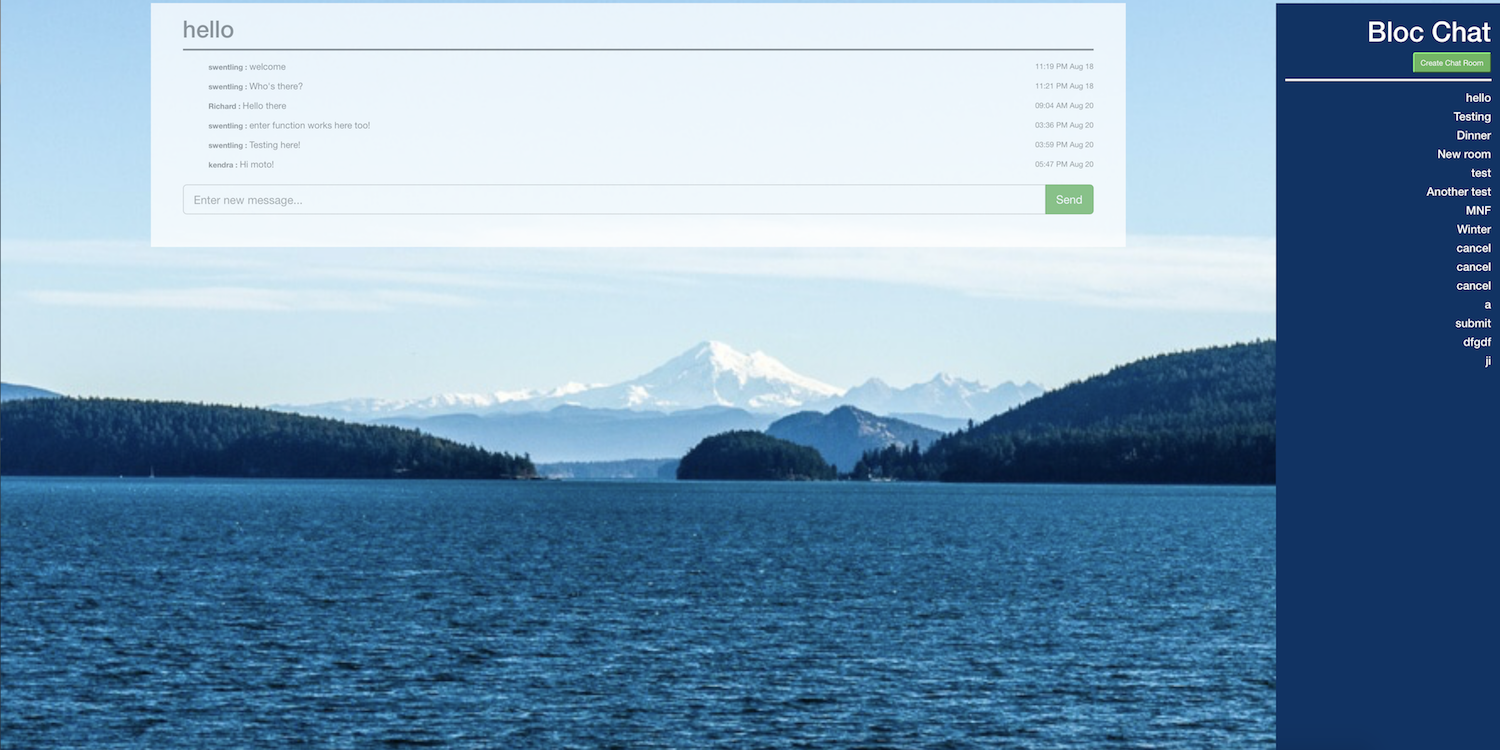 hello
swentling : welcome 11:19 PM Aug 18
swentling : Who's there? 11:21 PM Aug 18
Richard : Hello there 09:04 AM Aug 20
swentling : enter function works here too! 03:36 PM Aug 20
swentling : Testing here! 03:59 PM Aug 20
kendra : Hi moto! 05:47 PM Aug 20
Enter new message... Send
Bloc Chat
Create Chat Room
hello
Testing
Dinner
New room
test
Another test
MNF
Winter
cancel
cancel
cancel
a
submit
dfgdf
ji